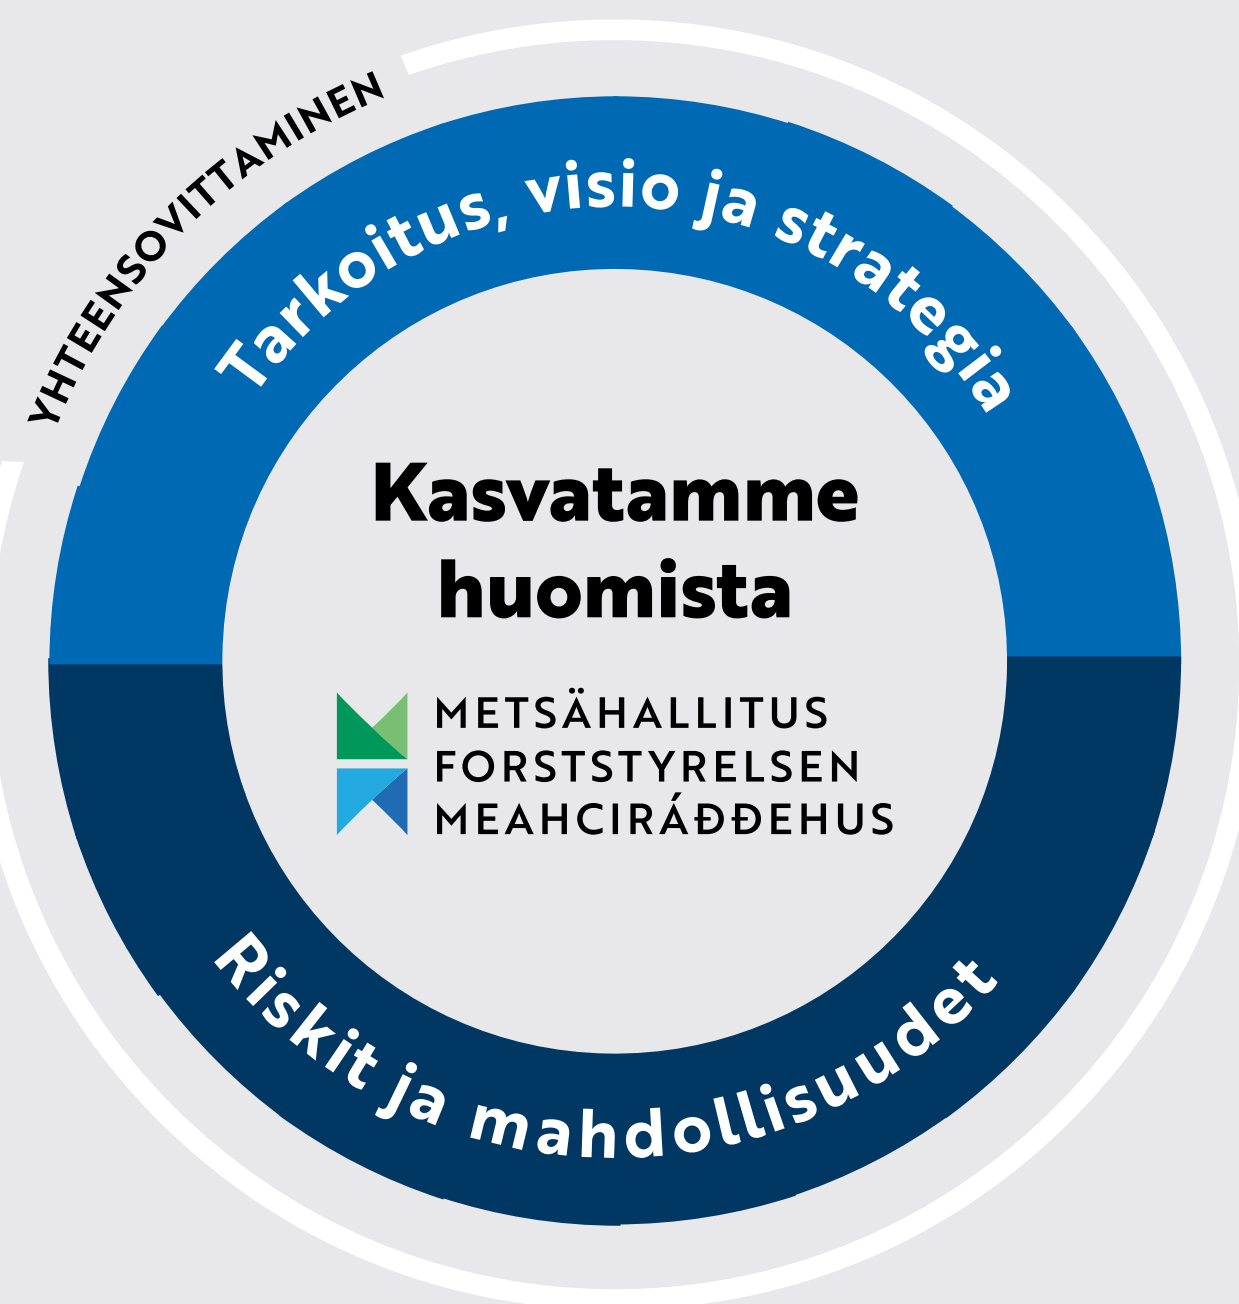 YHTEENSOVITTAMINEN
Tarkoitus, visio ja strategia
Kasvatamme
huomista
METSÄHALLITUS
FORSTSTYRELSEN
MEAHCIRÁĐĐEHUS
Riskit ja mahdollisuudet